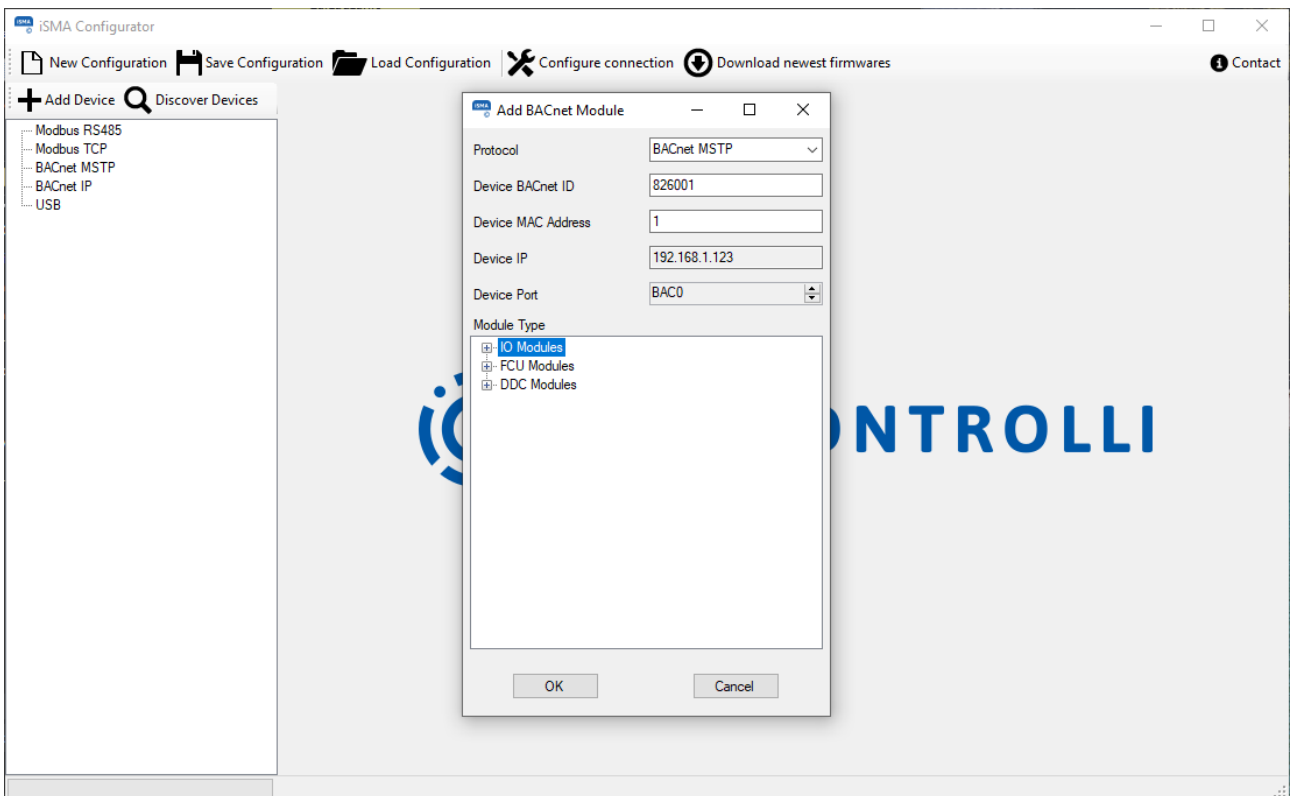 iSMA Configurator
New Configuration Save Configuration Load Configuration Configure connection Download newest firmwares Contact
Add Device Discover Devices
Modbus RS485
Modbus TCP
BACnet MSTP
BACnet IP
USB
Add BACnet Module
Protocol BACnet MSTP
Device BACnet ID 826001
Device MAC Address 1
Device IP 192.168.1.123
Device Port BAC0
Module Type
IO Modules
FCU Modules
DDC Modules
OK Cancel
NTROLLI